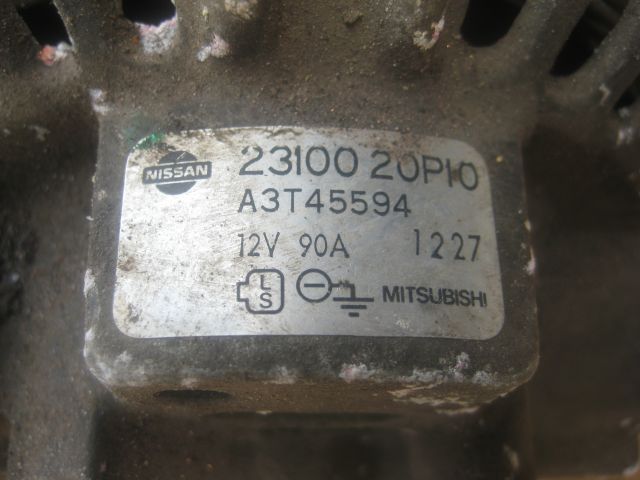 NISSAN 23100 20P10
A3T45594
12V 90A 1227
L
S
MITSUBISHI